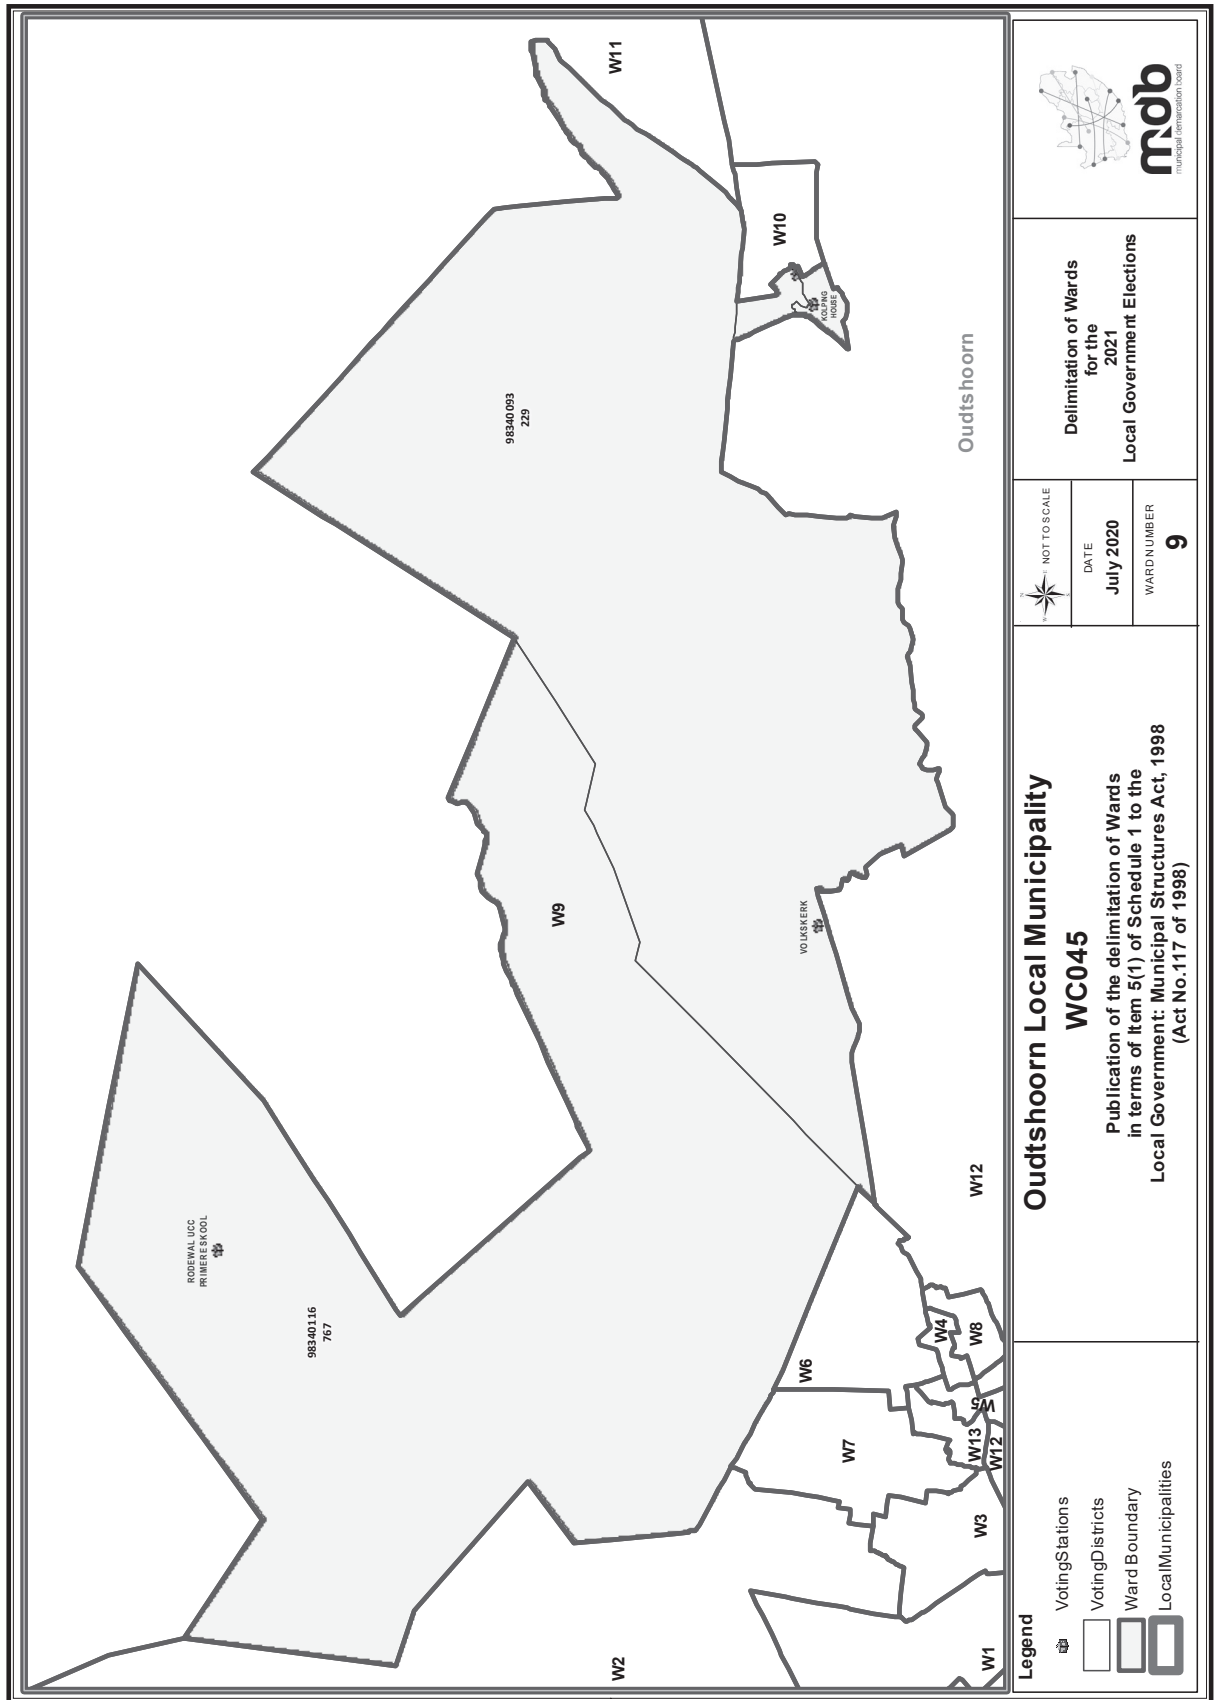 W11
W10
KOLPING
HOUSE
98340093
229
Oudtshoorn
W9
VOLKSKERK
RODEWAL UCC
PRIMERE SKOOL
98340116
767
W12
W6
W4
W8
W5
W7
W13
W12
W3
W2
W1
Legend
VotingStations
VotingDistricts
Ward Boundary
LocalMunicipalities
Oudtshoorn Local Municipality
WC045
Publication of the delimitation of Wards
in terms of Item 5(1) of Schedule 1 to the
Local Government: Municipal Structures Act, 1998
(Act No.117 of 1998)
N
W
E
S
NOT TO SCALE
DATE
July 2020
WARD NUMBER
9
Delimitation of Wards
for the
2021
Local Government Elections
mdb
municipal demarcation board